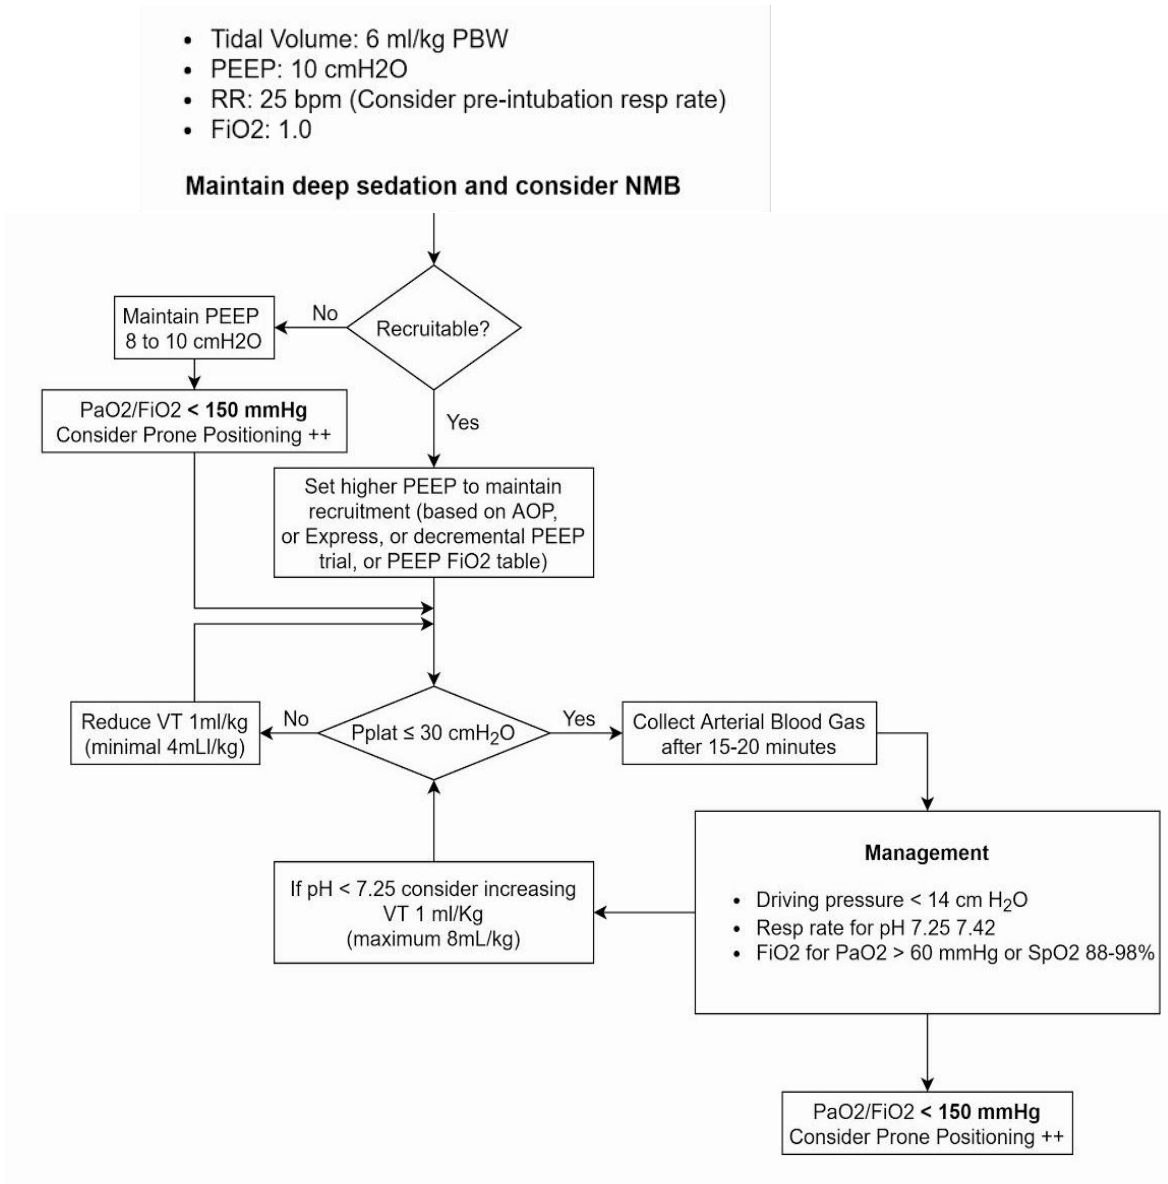 • Tidal Volume: 6 ml/kg PBW
• PEEP: 10 cmH2O
• RR: 25 bpm (Consider pre-intubation resp rate)
• FiO2: 1.0
Maintain deep sedation and consider NMB
Recruitable?
No
Maintain PEEP
8 to 10 cmH2O
PaO2/FiO2 < 150 mmHg
Consider Prone Positioning ++
Yes
Set higher PEEP to maintain
recruitment (based on AOP,
or Express, or decremental PEEP
trial, or PEEP FiO2 table)
Pplat ≤ 30 cmH₂O
No
Reduce VT 1ml/kg
(minimal 4mLl/kg)
Yes
Collect Arterial Blood Gas
after 15-20 minutes
Management
• Driving pressure < 14 cm H₂O
• Resp rate for pH 7.25 7.42
• FiO2 for PaO2 > 60 mmHg or SpO2 88-98%
If pH < 7.25 consider increasing
VT 1 ml/Kg
(maximum 8mL/kg)
PaO2/FiO2 < 150 mmHg
Consider Prone Positioning ++